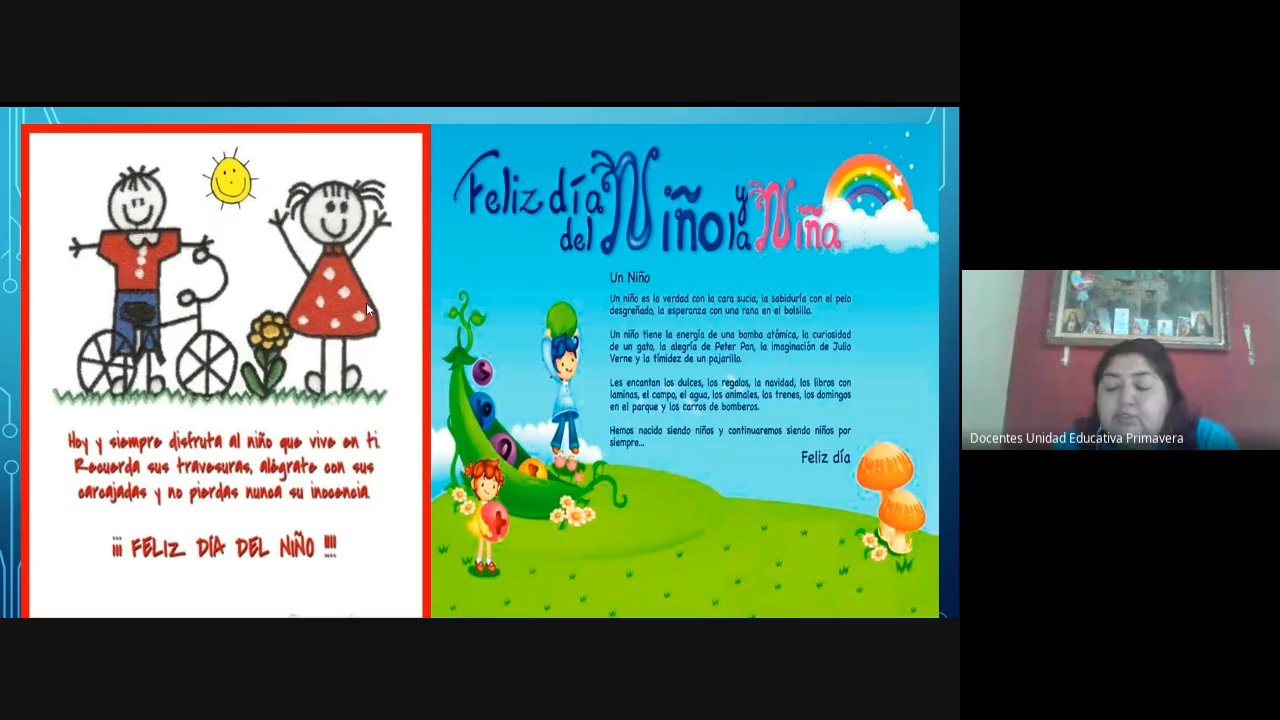 Hoy y siempre disfruta al niño que vive en ti.
Recuerda sus travesuras, alégrate con sus
carcajadas y no pierdas nunca su inocencia.
¡¡¡ FELIZ DÍA DEL NIÑO !!!!
Feliz día
del Niño y la Niña
Un Niño
Un niño es la verdad con la cara sucia, la sabiduría con el pelo
desgreñado, la esperanza con una rana en el bolsillo.
Un niño tiene la energía de una bomba atómica, la curiosidad
de un gato, la alegría de Peter Pan, la imaginación de Julio
Verne y la timidez de un pajarillo.
Les encantan los dulces, los regalos, la navidad, los libros con
laminas, el campo, el agua, los animales, los trenes, los domingos
en el parque y los carros de bomberos.
Hemos nacido siendo niños y continuaremos siendo niños por
siempre...
Feliz día
Docentes Unidad Educativa Primavera